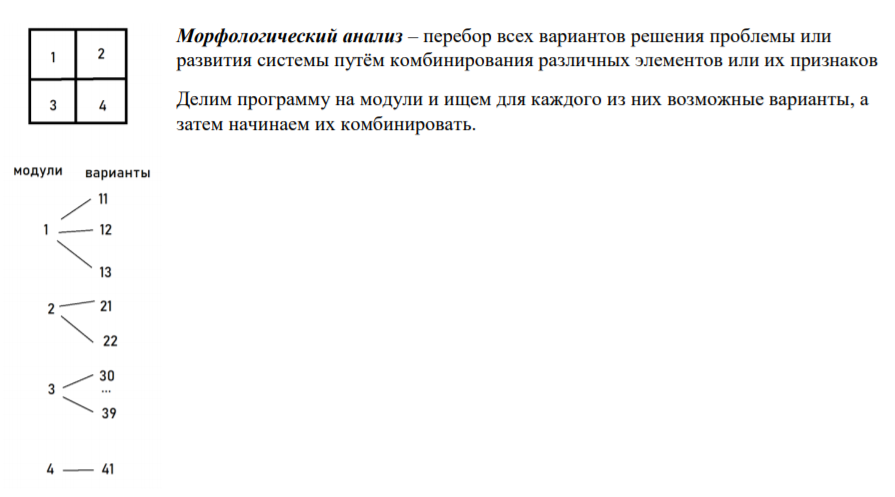 1 2
3 4
Морфологический анализ – перебор всех вариантов решения проблемы или
развития системы путём комбинирования различных элементов или их признаков
Делим программу на модули и ищем для каждого из них возможные варианты, а
затем начинаем их комбинировать.
модули варианты
11
1 12
13
2 21
22
30
3 ...
39
4 41